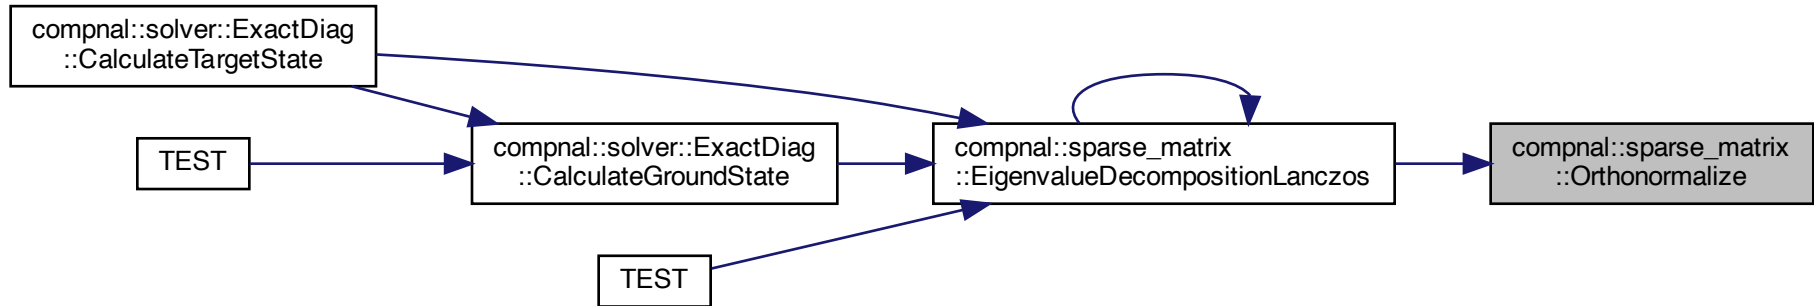 compnal::solver::ExactDiag
::CalculateTargetState
TEST
compnal::solver::ExactDiag
::CalculateGroundState
compnal::sparse_matrix
::EigenvalueDecompositionLanczos
compnal::sparse_matrix
::Orthonormalize
TEST